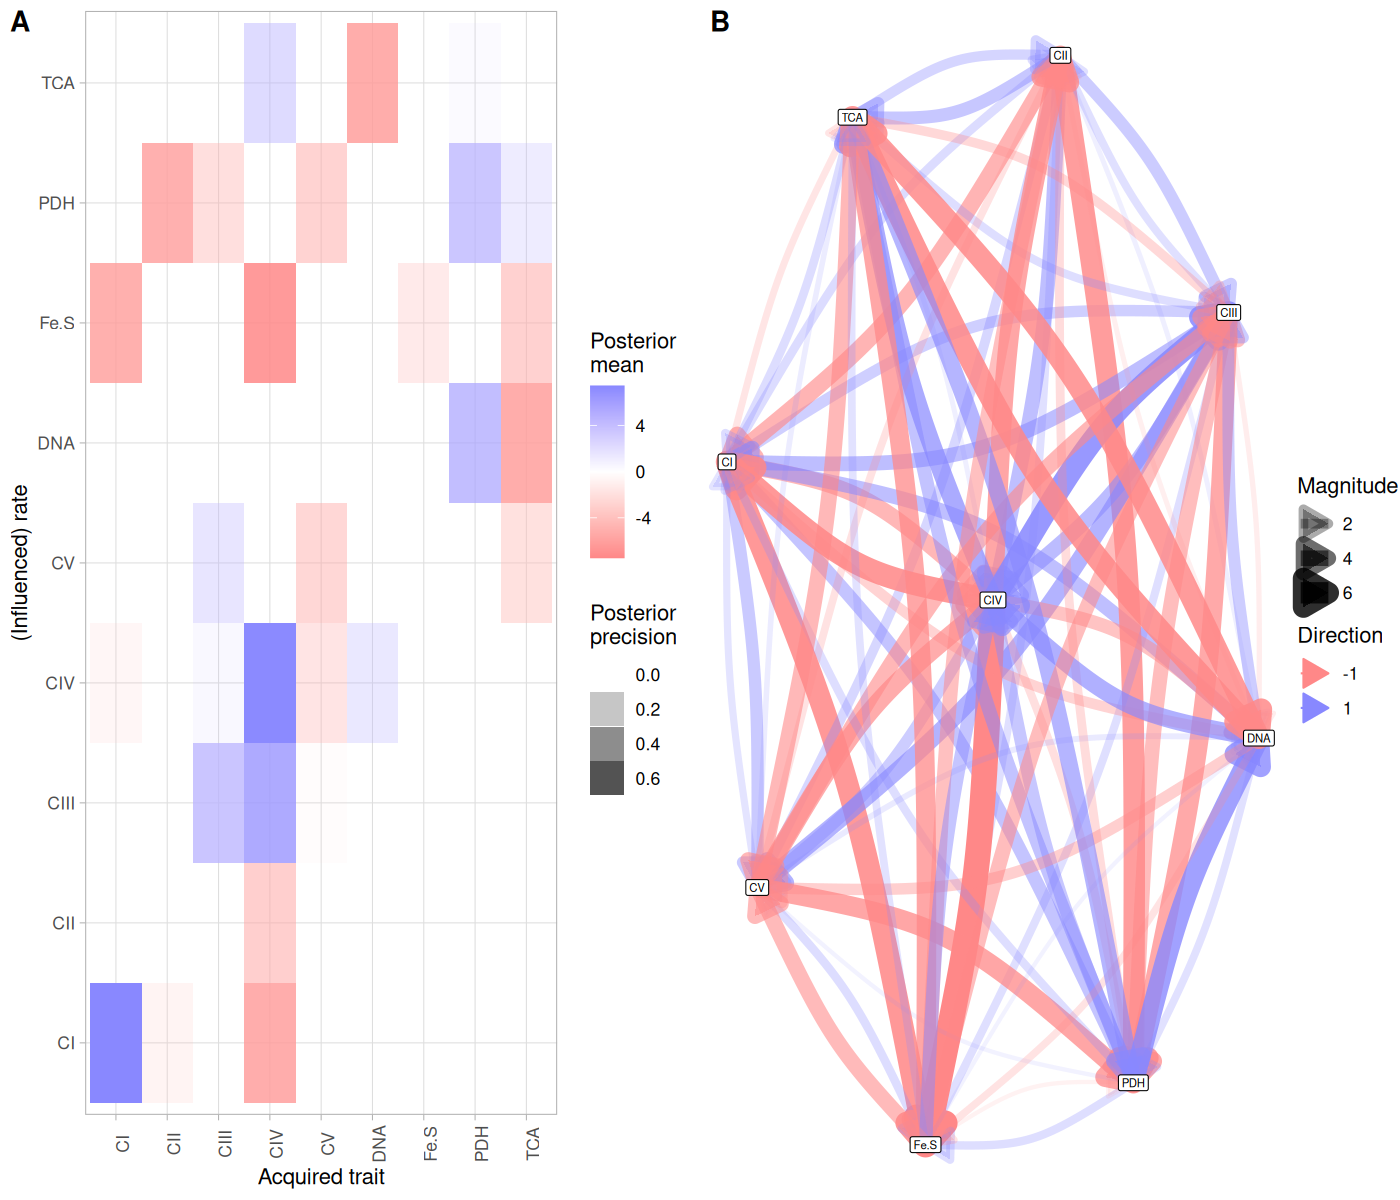 A
(Influenced) rate
TCA
PDH
Fe.S
DNA
CV
CIV
CIII
CII
CI
CI
CII
CIII
CIV
CV
DNA
Fe.S
PDH
TCA
Acquired trait
Posterior
mean
4
0
-4
Posterior
precision
0.0
0.2
0.4
0.6
B
CII
TCA
CIII
CI
CIV
DNA
CV
PDH
Fe.S
Magnitude
2
4
6
Direction
-1
1